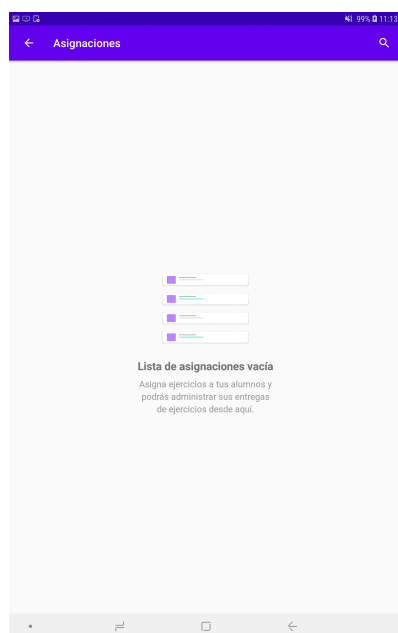 99% 11:13
Asignaciones
Lista de asignaciones vacía
Asigna ejercicios a tus alumnos y
podrás administrar sus entregas
de ejercicios desde aquí.